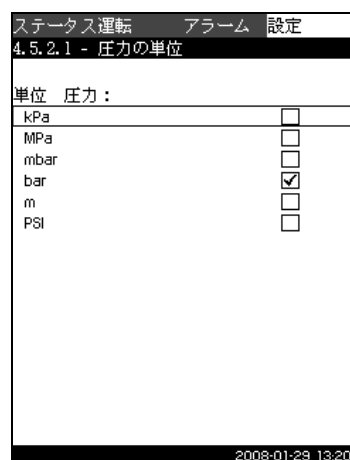 ステータス運転 アラーム 設定
4.5.2.1 - 圧力の単位
単位 圧力：
kPa
MPa
mbar
bar
m
PSI
2008-01-29 13:20